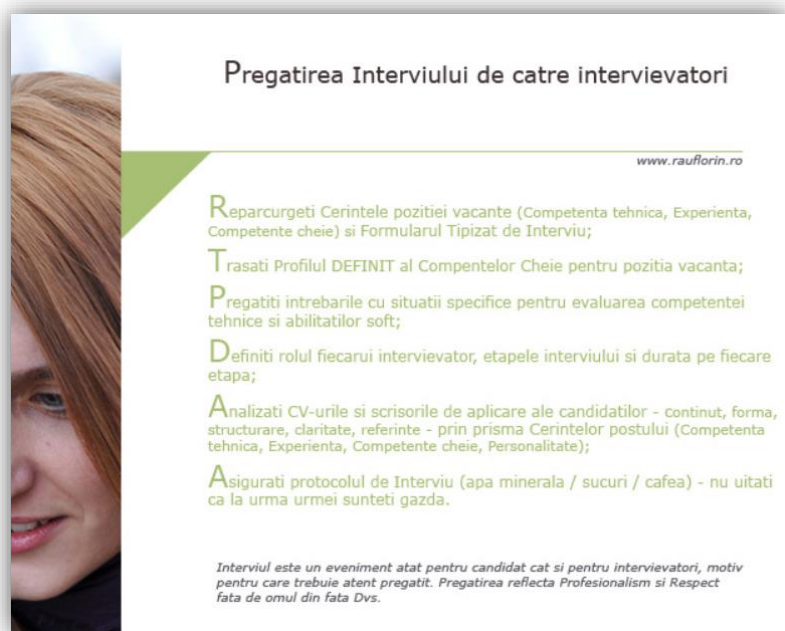 Pregatirea Interviului de catre intervievatori
www.rauflorin.ro
Reparcurgeti Cerintele pozitiei vacante (Competenta tehnica, Experienta,
Competente cheie) si Formularul Tipizat de Interviu;
Trasati Profilul DEFINIT al Compentelor Cheie pentru pozitia vacanta;
Pregatiti intrebarile cu situatii specifice pentru evaluarea competentei
tehnice si abilitatilor soft;
Definiti rolul fiecarui intervievator, etapele interviului si durata pe fiecare
etapa;
Analizati CV-urile si scrisorile de aplicare ale candidatilor - continut, forma,
structurare, claritate, referinte - prin prisma Cerintelor postului (Competenta
tehnica, Experienta, Competente cheie, Personalitate);
Asigurati protocolul de Interviu (apa minerala / sucuri / cafea) - nu uitati
ca la urma urmei sunteti gazda.
Interviul este un eveniment atat pentru candidat cat si pentru intervievatori, motiv
pentru care trebuie atent pregatit. Pregatirea reflecta Profesionalism si Respect
fata de omul din fata Dvs.